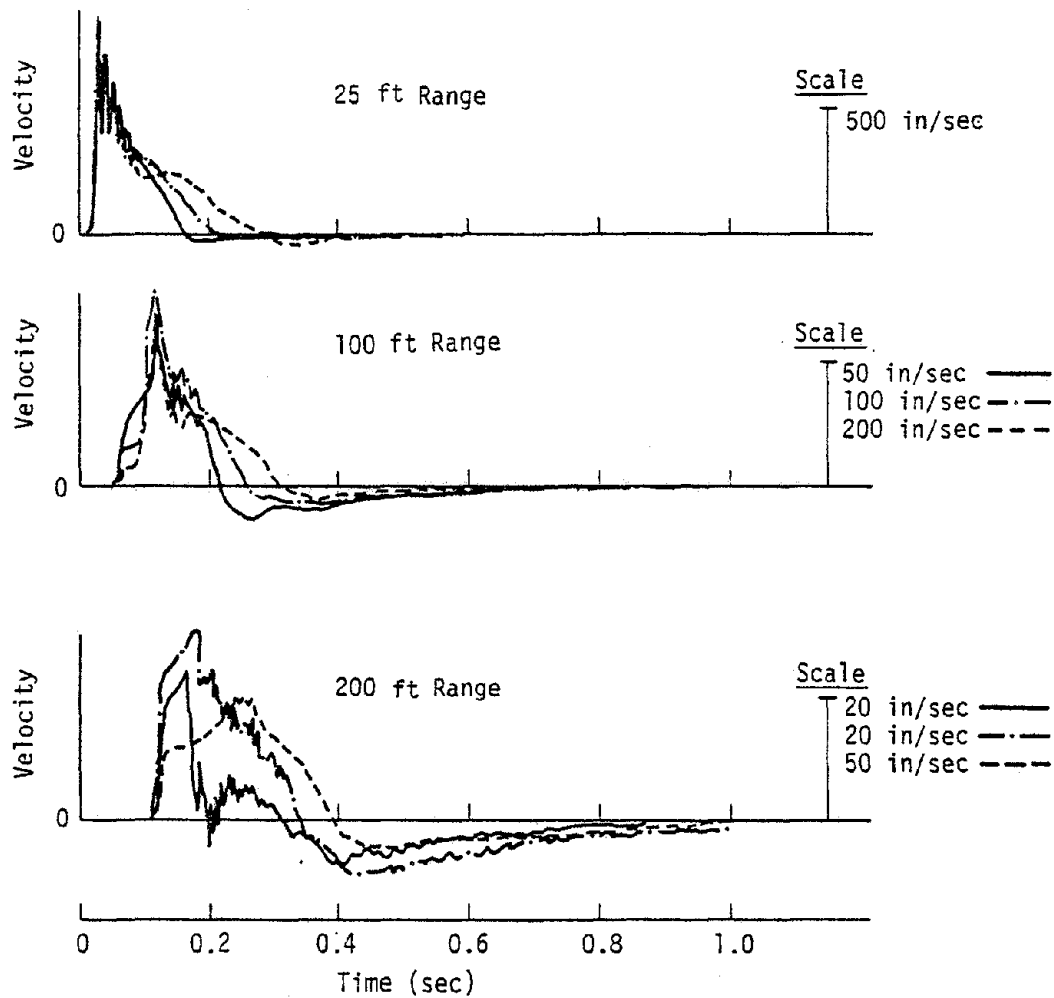 Velocity
25 ft Range
Scale
500 in/sec
0
Velocity
100 ft Range
Scale
50 in/sec
100 in/sec
200 in/sec
0
Velocity
200 ft Range
Scale
20 in/sec
20 in/sec
50 in/sec
0
0 0.2 0.4 0.6 0.8 1.0
Time (sec)